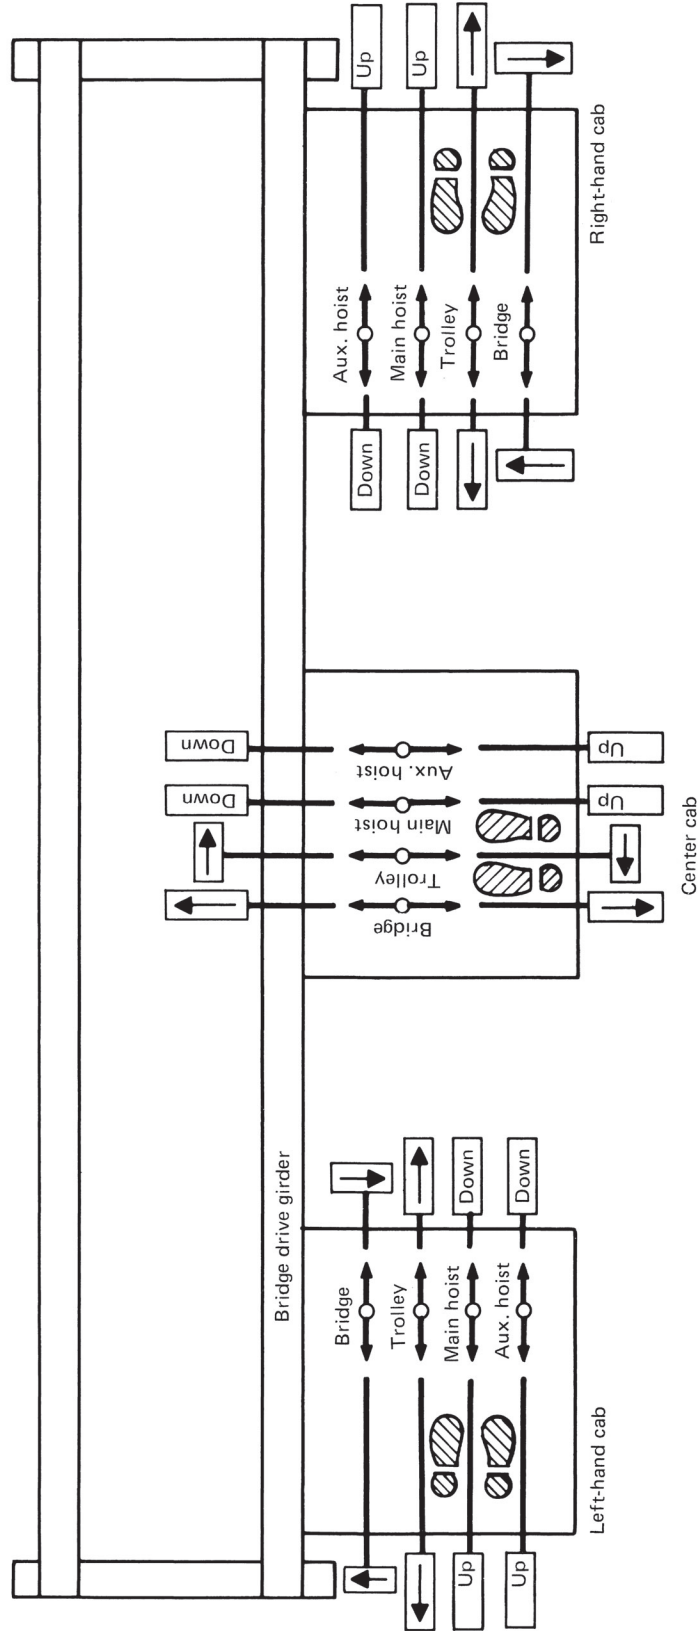 Bridge drive girder
Bridge
Trolley
Main hoist
Aux. hoist
Down
Down
Up
Up
Left-hand cab
Down
Down
Bridge
Trolley
Main hoist
Aux. hoist
Up
Up
Center cab
Down
Down
Aux. hoist
Main hoist
Trolley
Bridge
Up
Up
Right-hand cab